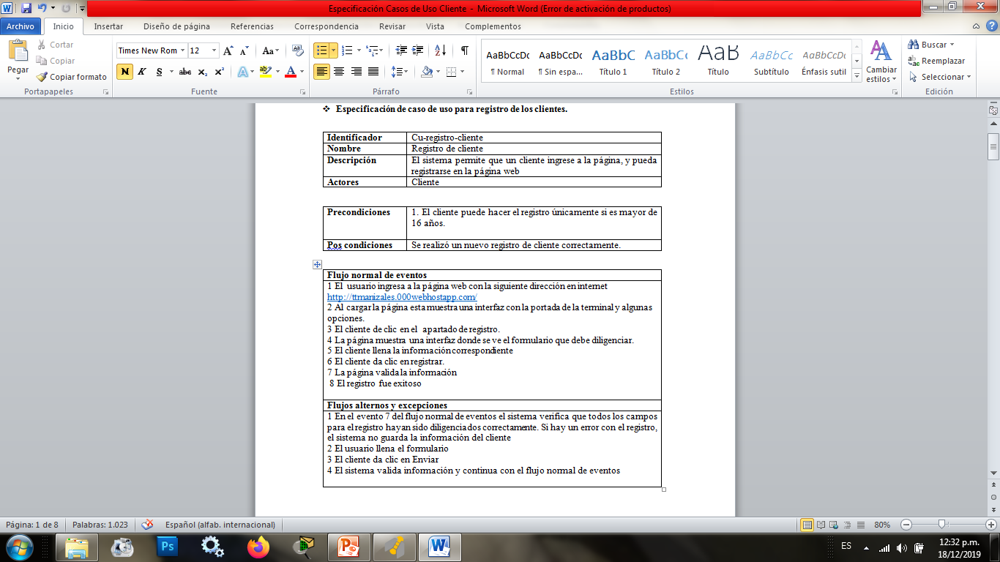 Especificación Casos de Uso Cliente - Microsoft Word (Error de activación de productos)
Archivo Inicio Insertar Diseño de página Referencias Correspondencia Revisar Vista Complementos
Pegar
Cortar
Copiar
Copiar formato
Portapapeles
Times New Rom 12
N K S abc x₂ x²
Fuente
Párrafo
AaBbCcDc AaBbCcDc AaBbC AaBbCc AaB AaBbCc AaBbCcDc
¶ Normal ¶ Sin espa... Título 1 Título 2 Título Subtítulo Énfasis sutil
Estilos
Cambiar estilos
Buscar
Reemplazar
Seleccionar
Edición
❖ Especificación de caso de uso para registro de los clientes.
Identificador Cu-registro-cliente
Nombre Registro de cliente
Descripción El sistema permite que un cliente ingrese a la página, y pueda
registrarse en la página web
Actores Cliente
Precondiciones 1. El cliente puede hacer el registro únicamente si es mayor de
16 años.
Pos condiciones Se realizó un nuevo registro de cliente correctamente.
Flujo normal de eventos
1 El usuario ingresa a la página web con la siguiente dirección en internet
http://ttmanizales.000webhostapp.com/
2 Al cargar la página esta muestra una interfaz con la portada de la terminal y algunas
opciones.
3 El cliente de clic en el apartado de registro.
4 La página muestra una interfaz donde se ve el formulario que debe diligenciar.
5 El cliente llena la información correspondiente
6 El cliente da clic en registrar.
7 La página valida la información
8 El registro fue exitoso
Flujos alternos y excepciones
1 En el evento 7 del flujo normal de eventos el sistema verifica que todos los campos
para el registro hayan sido diligenciados correctamente. Si hay un error con el registro,
el sistema no guarda la información del cliente
2 El usuario llena el formulario
3 El cliente da clic en Enviar
4 El sistema valida información y continua con el flujo normal de eventos
Página: 1 de 8 Palabras: 1.023 Español (alfab. internacional) 80%
Ps
ES
12:32 p.m.
18/12/2019